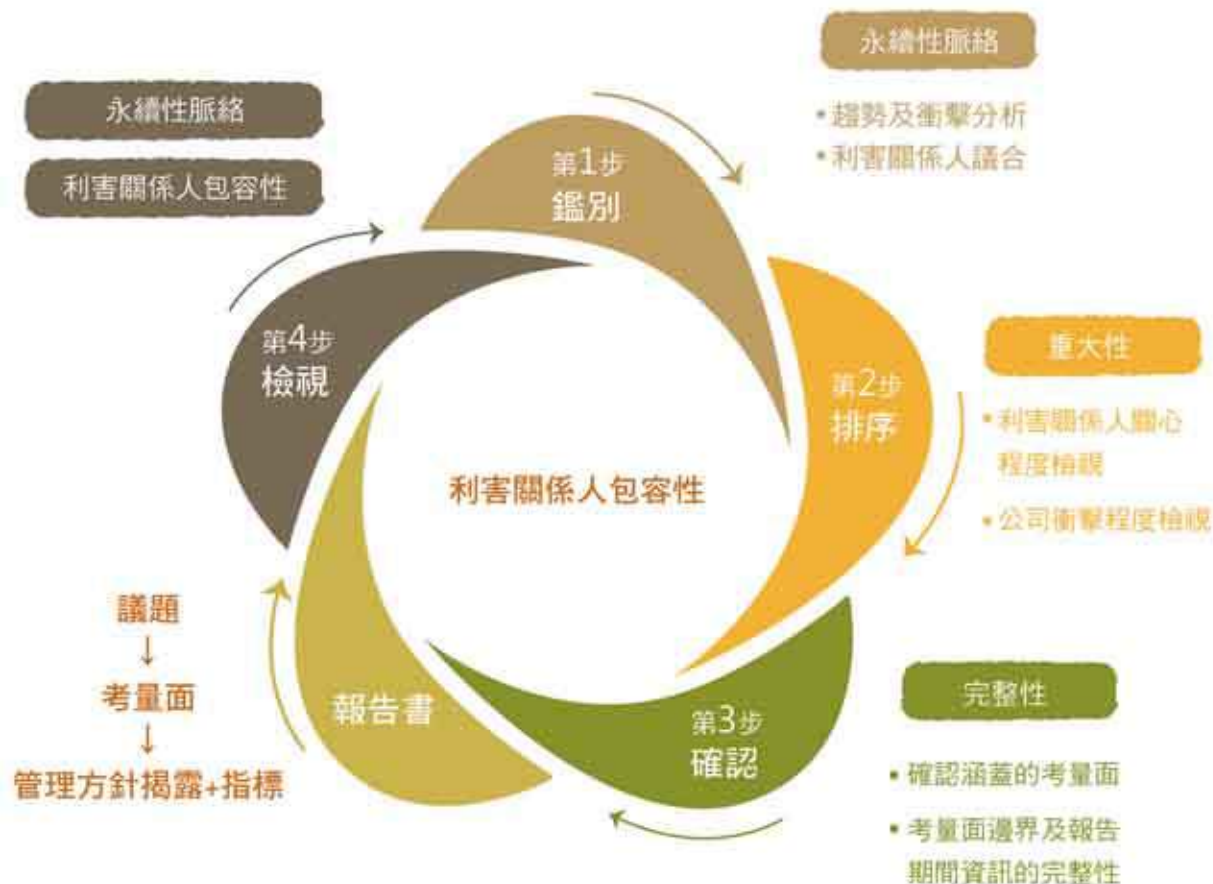 永續性脈絡
利害關係人包容性
永續性脈絡
•趨勢及衝擊分析
•利害關係人議合
第1步
鑑別
第2步
排序
重大性
•利害關係人關心
程度檢視
•公司衝擊程度檢視
第3步
確認
完整性
•確認涵蓋的考量面
•考量面邊界及報告
期間資訊的完整性
報告書
議題
↓
考量面
↓
管理方針揭露+指標
第4步
檢視
利害關係人包容性